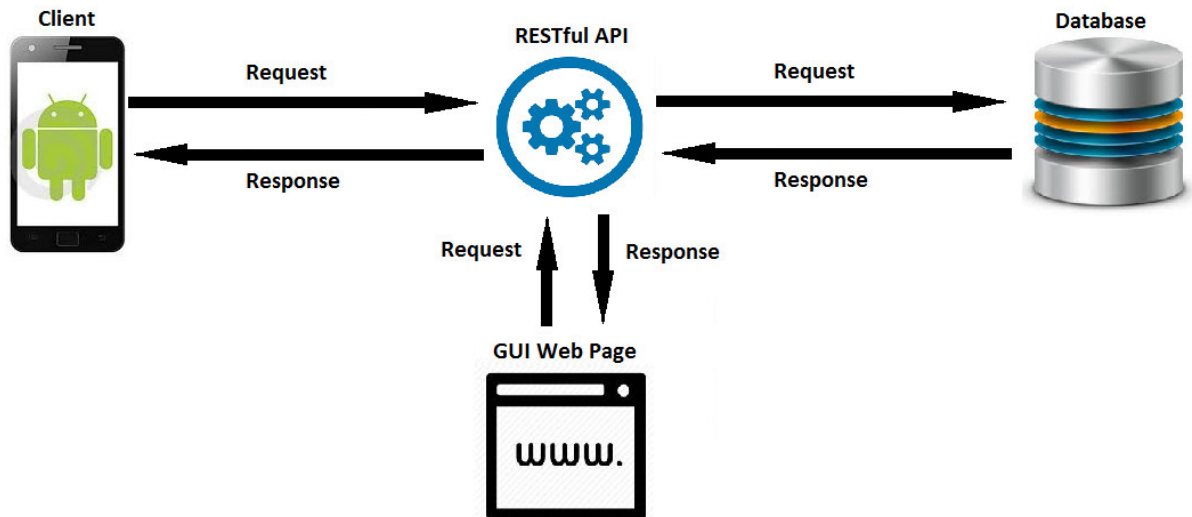 Client
RESTful API
Database
Request
Request
Response
Response
Request
Response
GUI Web Page
www.